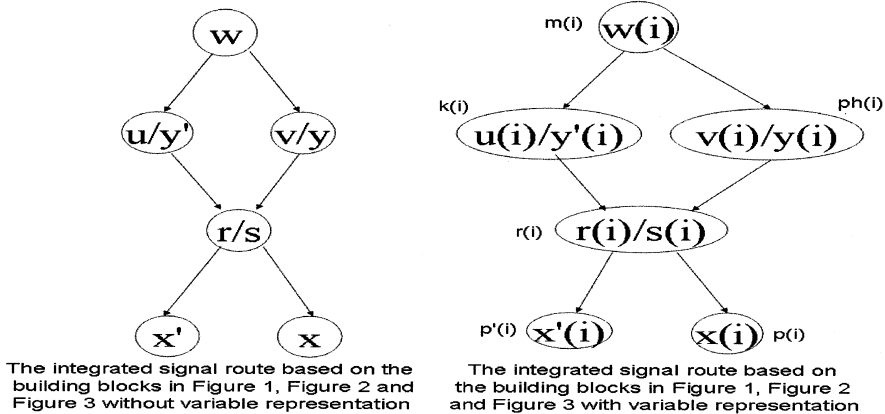 w
u/y'
v/y
r/s
x'
x
The integrated signal route based on the
building blocks in Figure 1, Figure 2 and
Figure 3 without variable representation
m(i)
w(i)
k(i)
ph(i)
u(i)/y'(i)
v(i)/y(i)
r(i)
r(i)/s(i)
p'(i)
x'(i)
x(i)
p(i)
The integrated signal route based on
the building blocks in Figure 1, Figure 2
and Figure 3 with variable representation